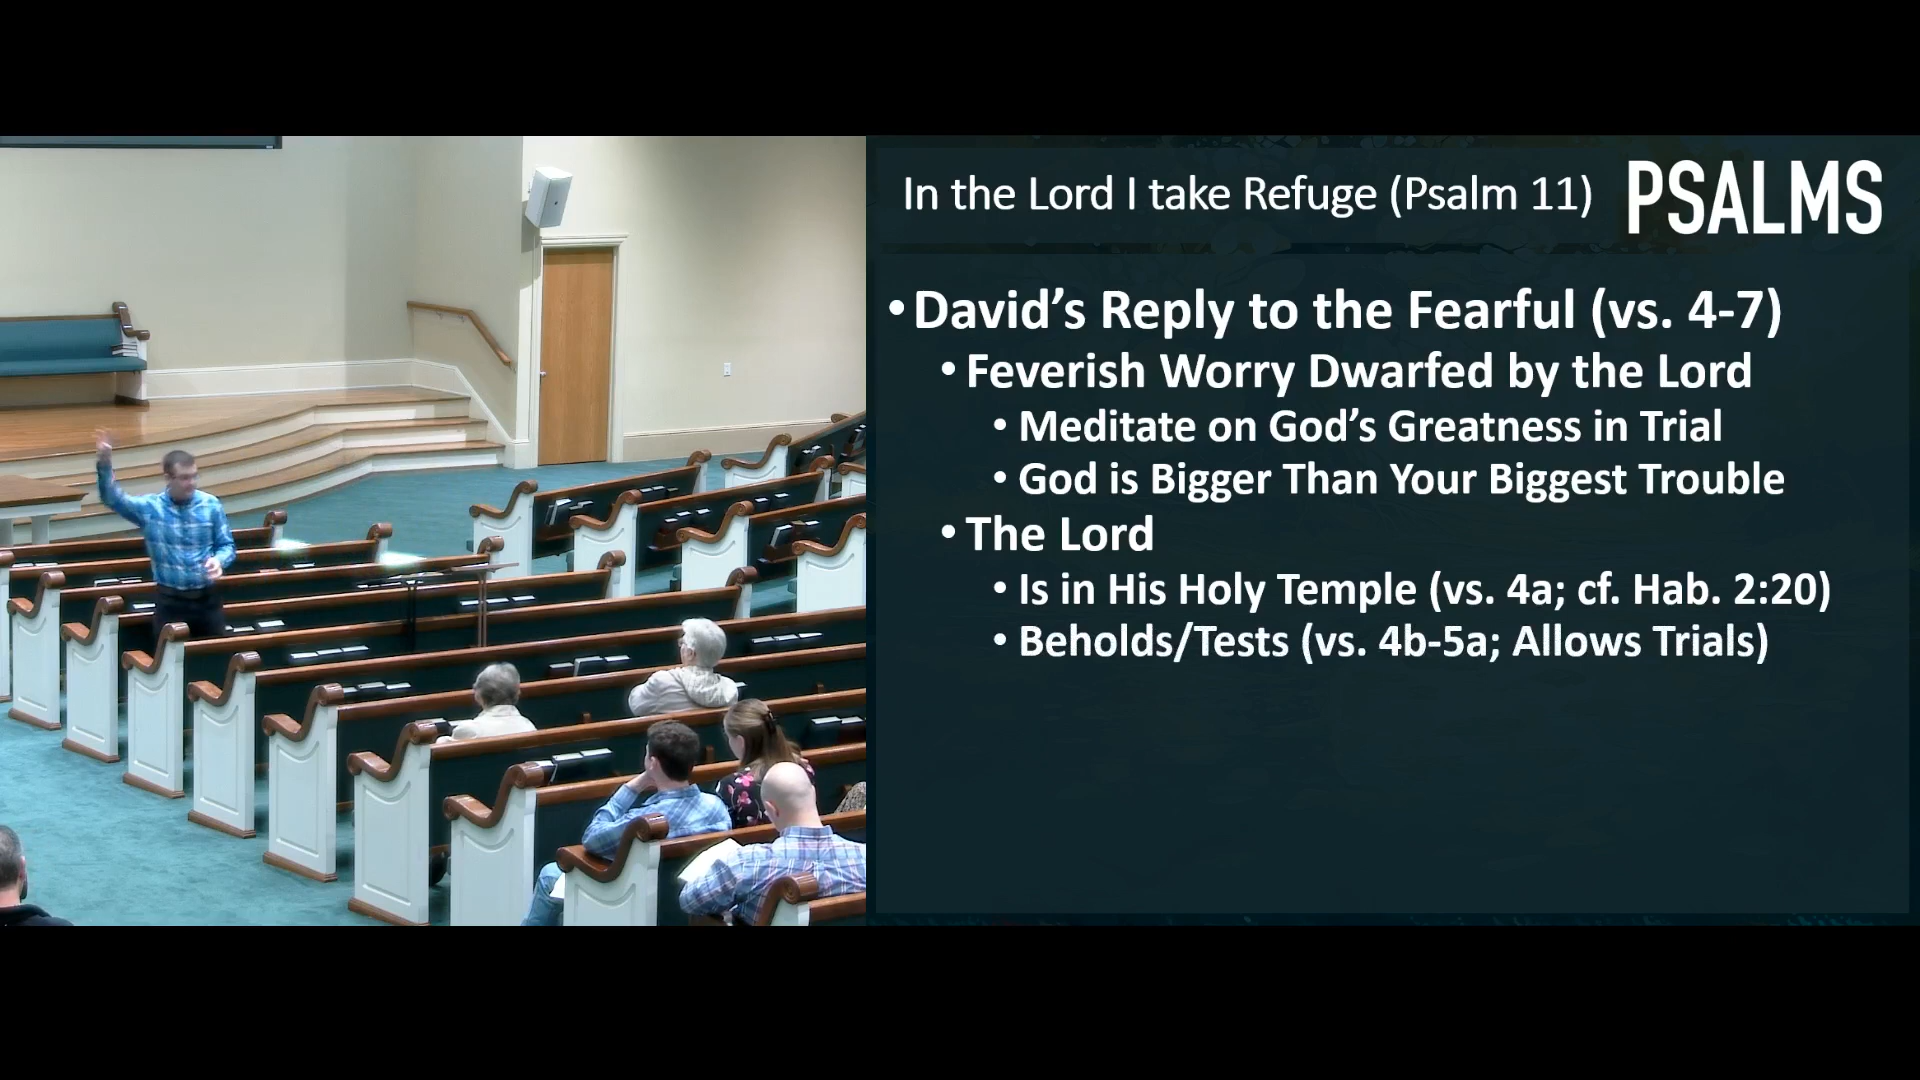 In the Lord I take Refuge (Psalm 11) PSALMS
• David’s Reply to the Fearful (vs. 4-7)
• Feverish Worry Dwarfed by the Lord
• Meditate on God’s Greatness in Trial
• God is Bigger Than Your Biggest Trouble
• The Lord
• Is in His Holy Temple (vs. 4a; cf. Hab. 2:20)
• Beholds/Tests (vs. 4b-5a; Allows Trials)